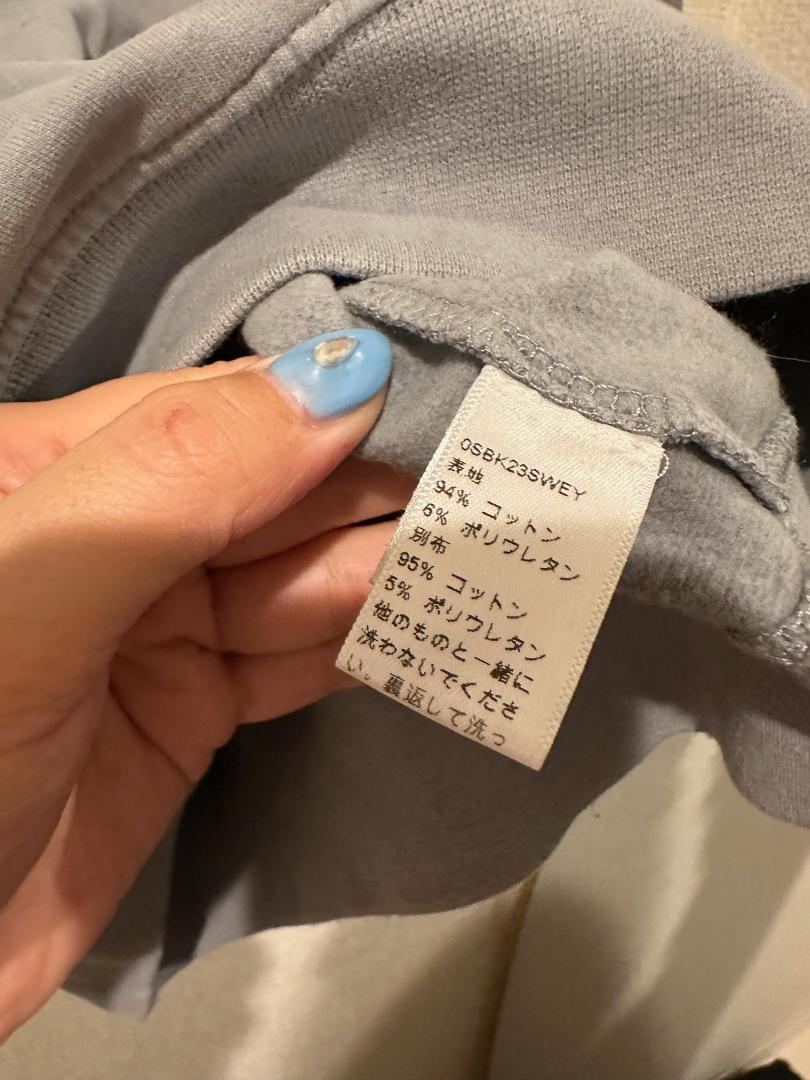 0SBK23SWEY
表地
94% コットン
6% ポリウレタン
別布
95% コットン
5% ポリウレタン
他のものと一緒に
洗わないでくださ
い。裏返して洗っ